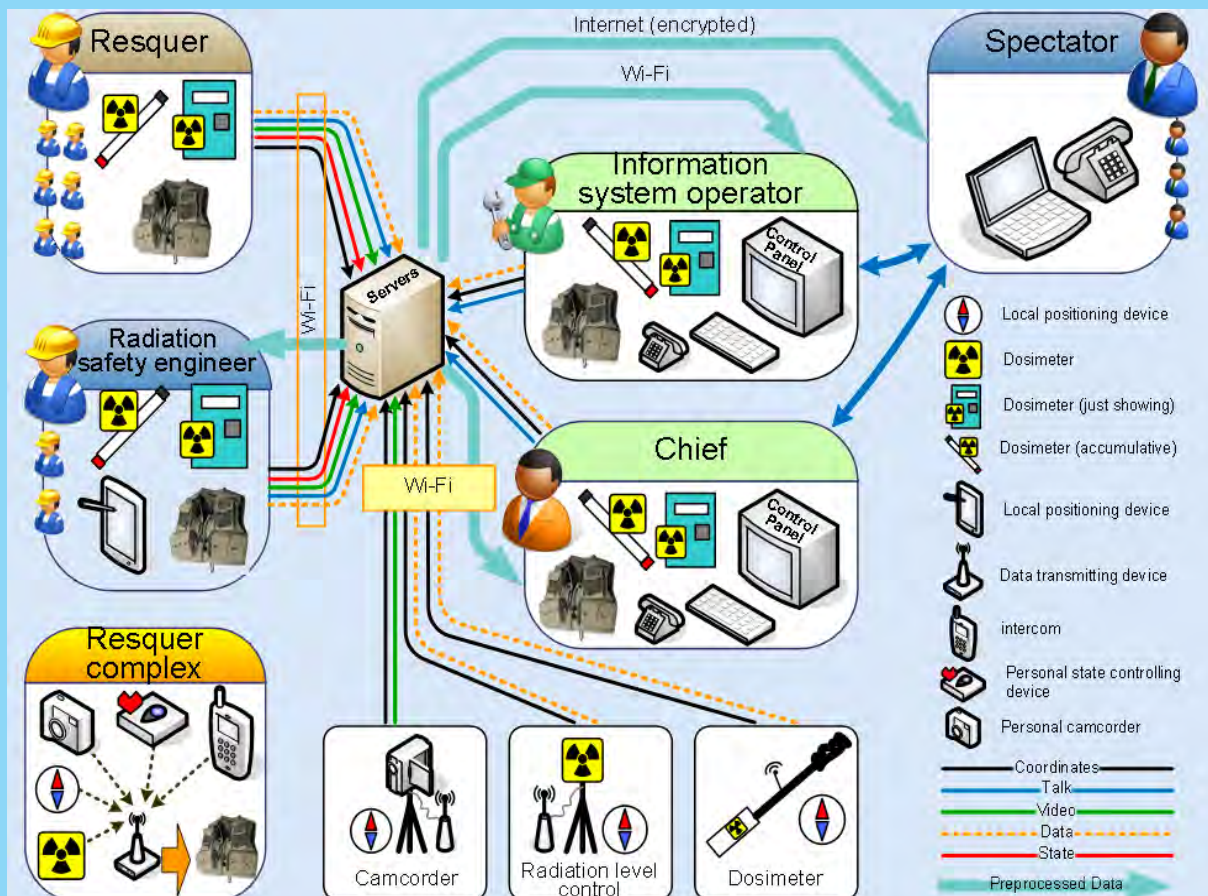 Internet (encrypted)
Wi-Fi
Resquer
Spectator
Information
system operator
Control
Panel
Wi-Fi
Servers
Radiation
safety engineer
Chief
Control
Panel
Wi-Fi
Resquer
complex
Camcorder
Radiation level
control
Dosimeter
Local positioning device
Dosimeter
Dosimeter (just showing)
Dosimeter (accumulative)
Local positioning device
Data transmitting device
intercom
Personal state controlling
device
Personal camcorder
Coordinates
Talk
Video
Data
State
Preprocessed Data